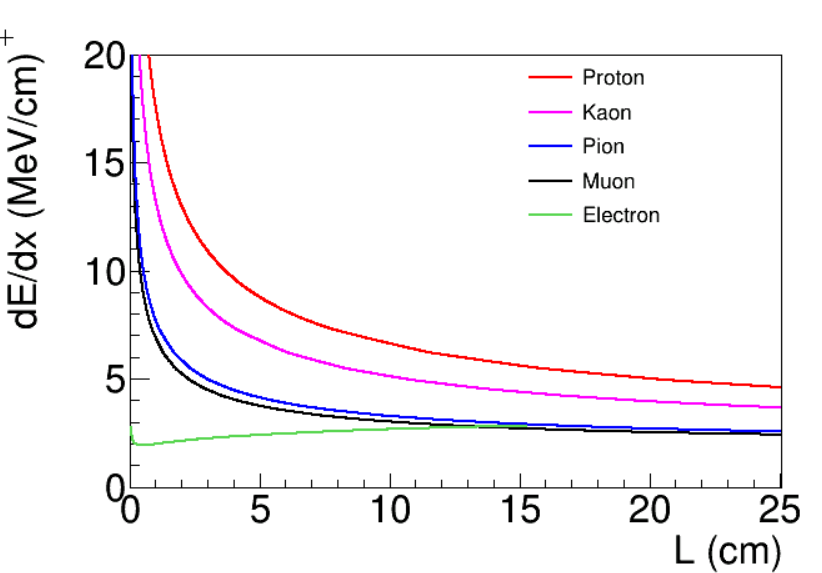 +
dE/dx (MeV/cm)
20
15
10
5
0
0 5 10 15 20 25
L (cm)
Proton
Kaon
Pion
Muon
Electron